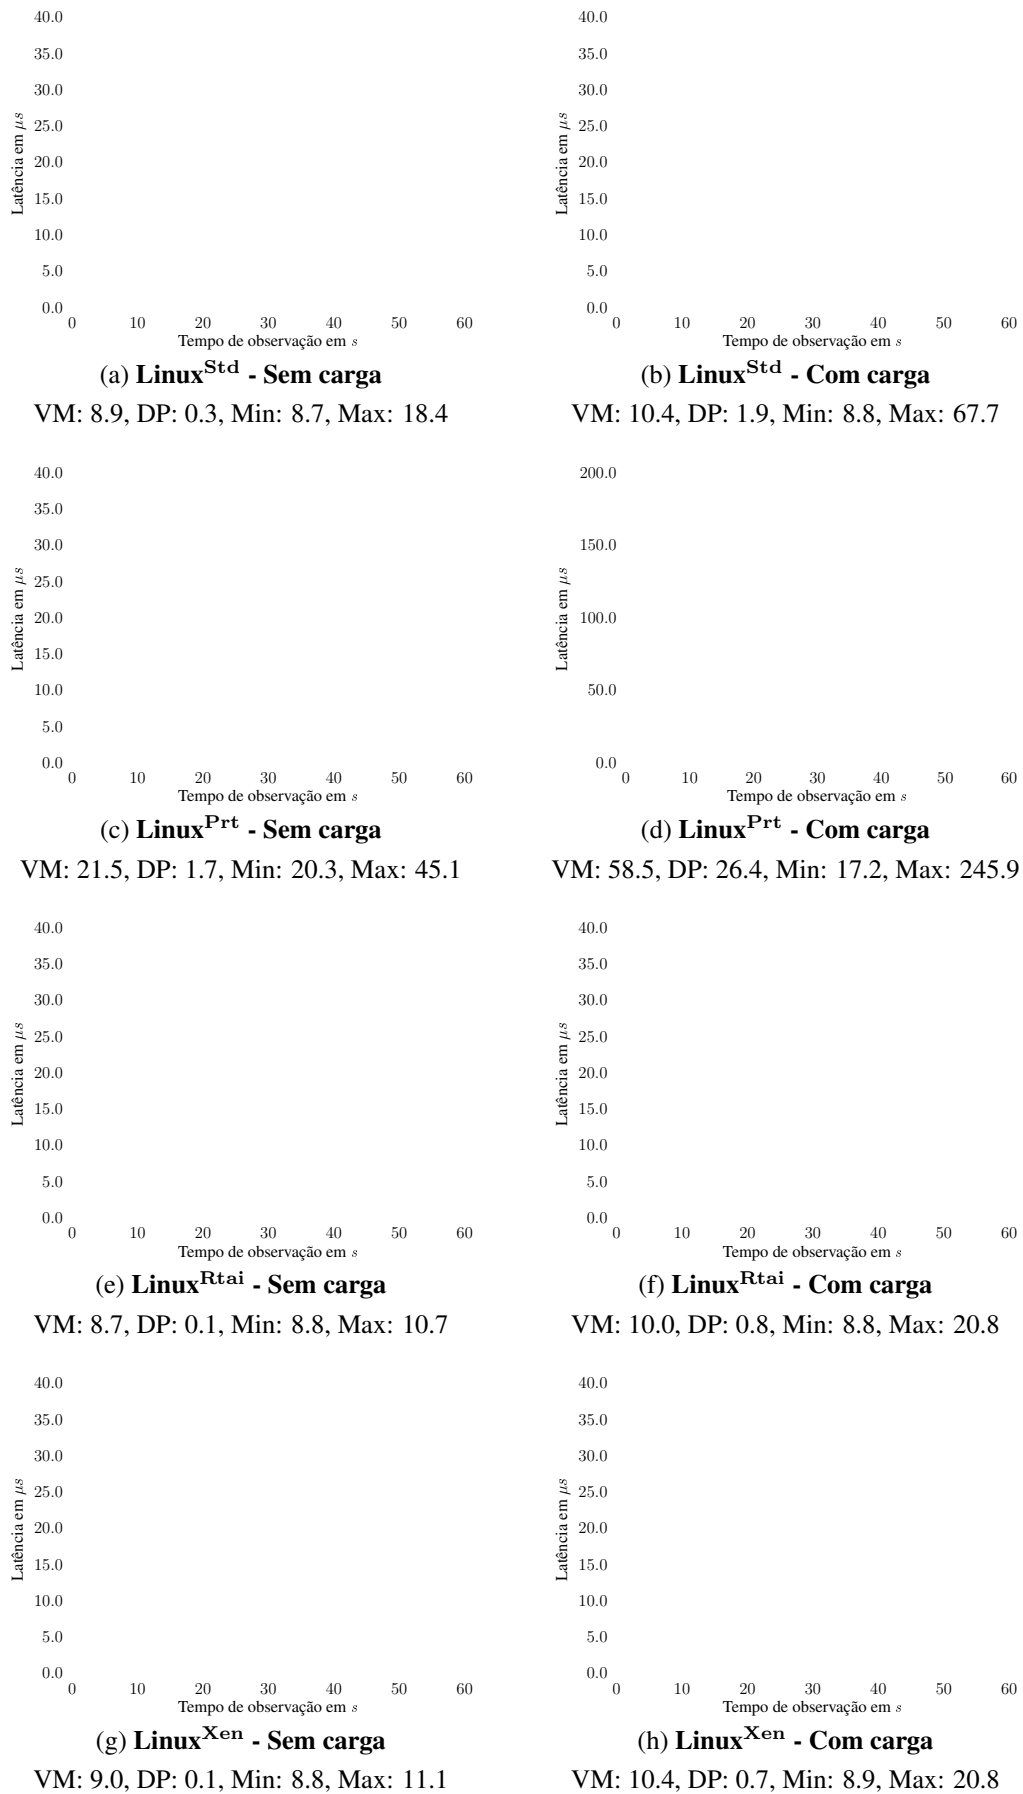 40.0
35.0
30.0
25.0
20.0
15.0
10.0
5.0
0.0
Latência em μs
0 10 20 30 40 50 60
Tempo de observação em s
(a) Linux^Std - Sem carga
VM: 8.9, DP: 0.3, Min: 8.7, Max: 18.4
40.0
35.0
30.0
25.0
20.0
15.0
10.0
5.0
0.0
Latência em μs
0 10 20 30 40 50 60
Tempo de observação em s
(b) Linux^Std - Com carga
VM: 10.4, DP: 1.9, Min: 8.8, Max: 67.7
40.0
35.0
30.0
25.0
20.0
15.0
10.0
5.0
0.0
Latência em μs
0 10 20 30 40 50 60
Tempo de observação em s
(c) Linux^Prt - Sem carga
VM: 21.5, DP: 1.7, Min: 20.3, Max: 45.1
200.0
150.0
100.0
50.0
0.0
Latência em μs
0 10 20 30 40 50 60
Tempo de observação em s
(d) Linux^Prt - Com carga
VM: 58.5, DP: 26.4, Min: 17.2, Max: 245.9
40.0
35.0
30.0
25.0
20.0
15.0
10.0
5.0
0.0
Latência em μs
0 10 20 30 40 50 60
Tempo de observação em s
(e) Linux^Rtai - Sem carga
VM: 8.7, DP: 0.1, Min: 8.8, Max: 10.7
40.0
35.0
30.0
25.0
20.0
15.0
10.0
5.0
0.0
Latência em μs
0 10 20 30 40 50 60
Tempo de observação em s
(f) Linux^Rtai - Com carga
VM: 10.0, DP: 0.8, Min: 8.8, Max: 20.8
40.0
35.0
30.0
25.0
20.0
15.0
10.0
5.0
0.0
Latência em μs
0 10 20 30 40 50 60
Tempo de observação em s
(g) Linux^Xen - Sem carga
VM: 9.0, DP: 0.1, Min: 8.8, Max: 11.1
40.0
35.0
30.0
25.0
20.0
15.0
10.0
5.0
0.0
Latência em μs
0 10 20 30 40 50 60
Tempo de observação em s
(h) Linux^Xen - Com carga
VM: 10.4, DP: 0.7, Min: 8.9, Max: 20.8